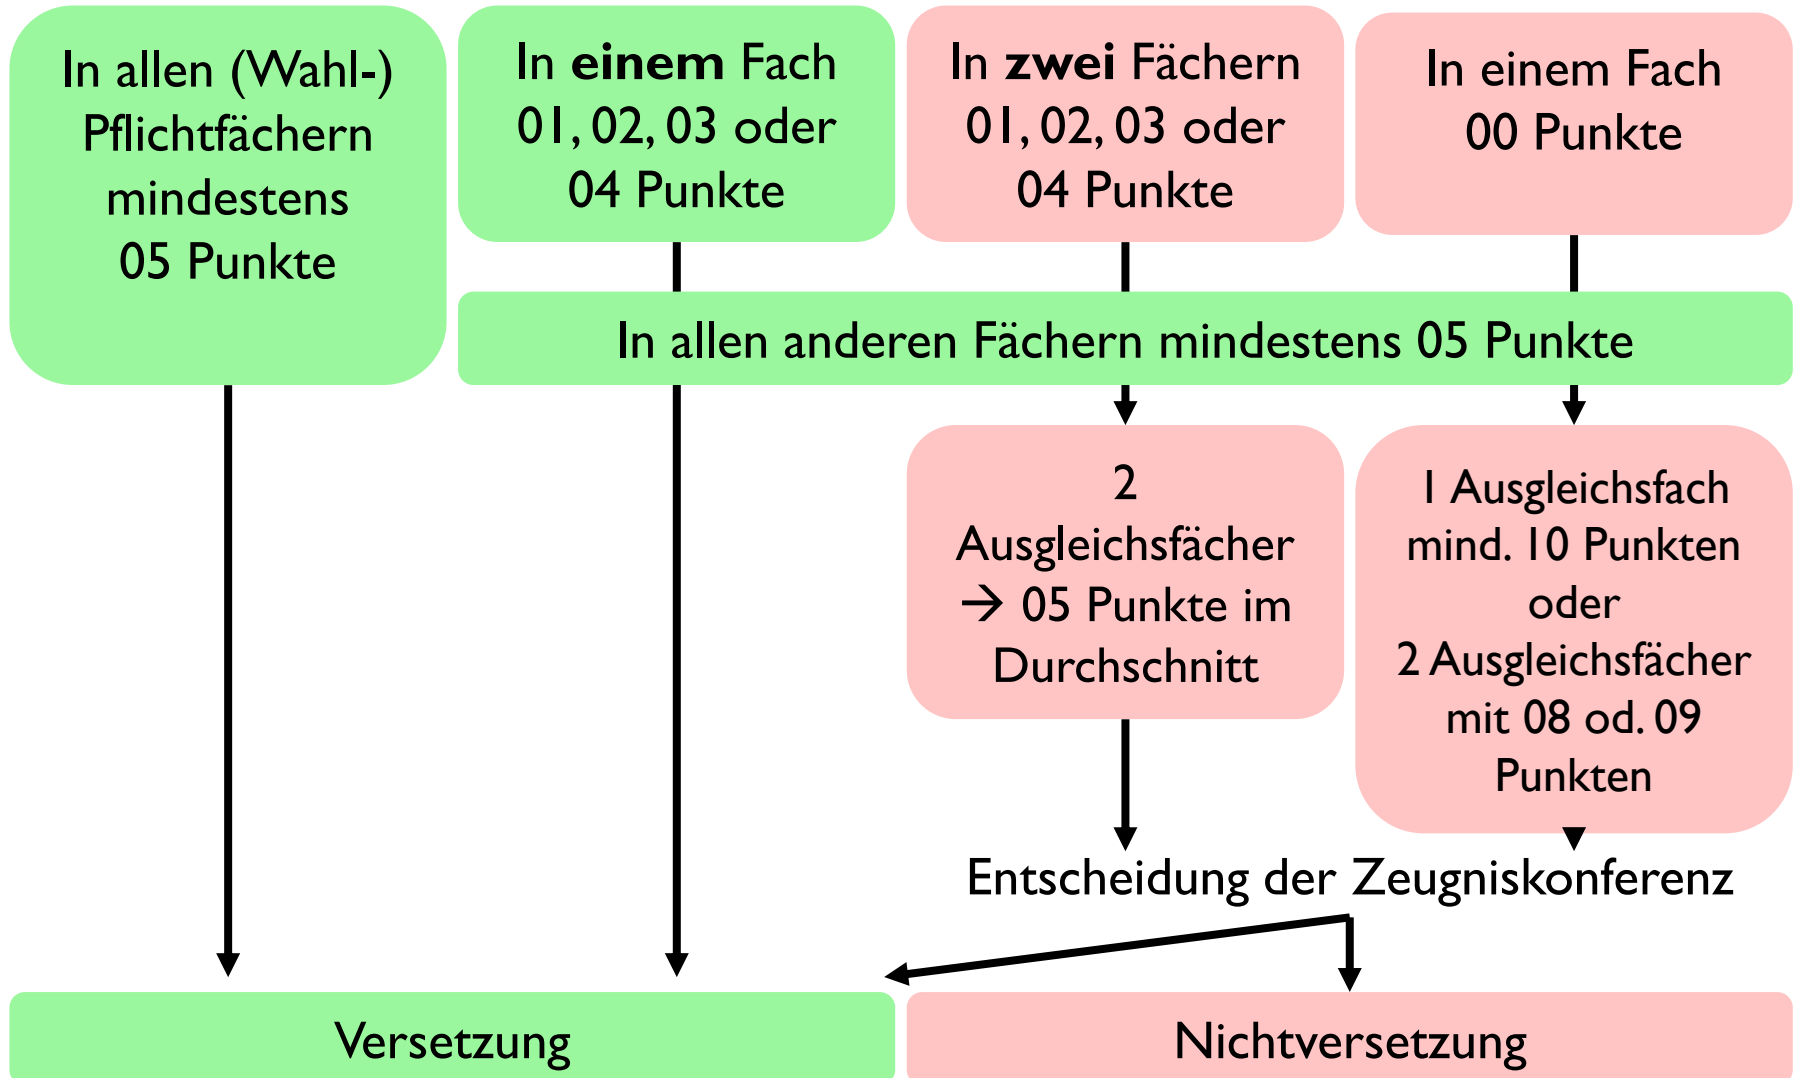 In allen (Wahl-)
Pflichtfächern
mindestens
05 Punkte
In einem Fach
01, 02, 03 oder
04 Punkte
In zwei Fächern
01, 02, 03 oder
04 Punkte
In einem Fach
00 Punkte
In allen anderen Fächern mindestens 05 Punkte
2
Ausgleichsfächer
→ 05 Punkte im
Durchschnitt
1 Ausgleichsfach
mind. 10 Punkten
oder
2 Ausgleichsfächer
mit 08 od. 09
Punkten
Entscheidung der Zeugniskonferenz
Versetzung
Nichtversetzung